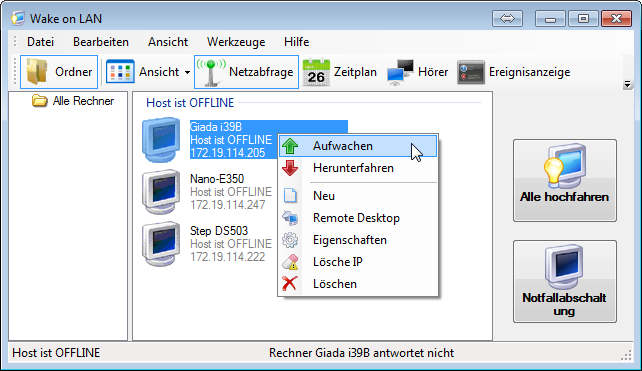 Wake on LAN
Datei Bearbeiten Ansicht Werkzeuge Hilfe
Ordner Ansicht Netzabfrage 26 Zeitplan Hörer Ereignisanzeige
Alle Rechner
Host ist OFFLINE
Giada i39B
Host ist OFFLINE
172.19.114.205
Nano-E350
Host ist OFFLINE
172.19.114.247
Step DS503
Host ist OFFLINE
172.19.114.222
Aufwachen
Herunterfahren
Neu
Remote Desktop
Eigenschaften
Lösche IP
Löschen
Alle hochfahren
Notfallabschalt
ung
Host ist OFFLINE Rechner Giada i39B antwortet nicht